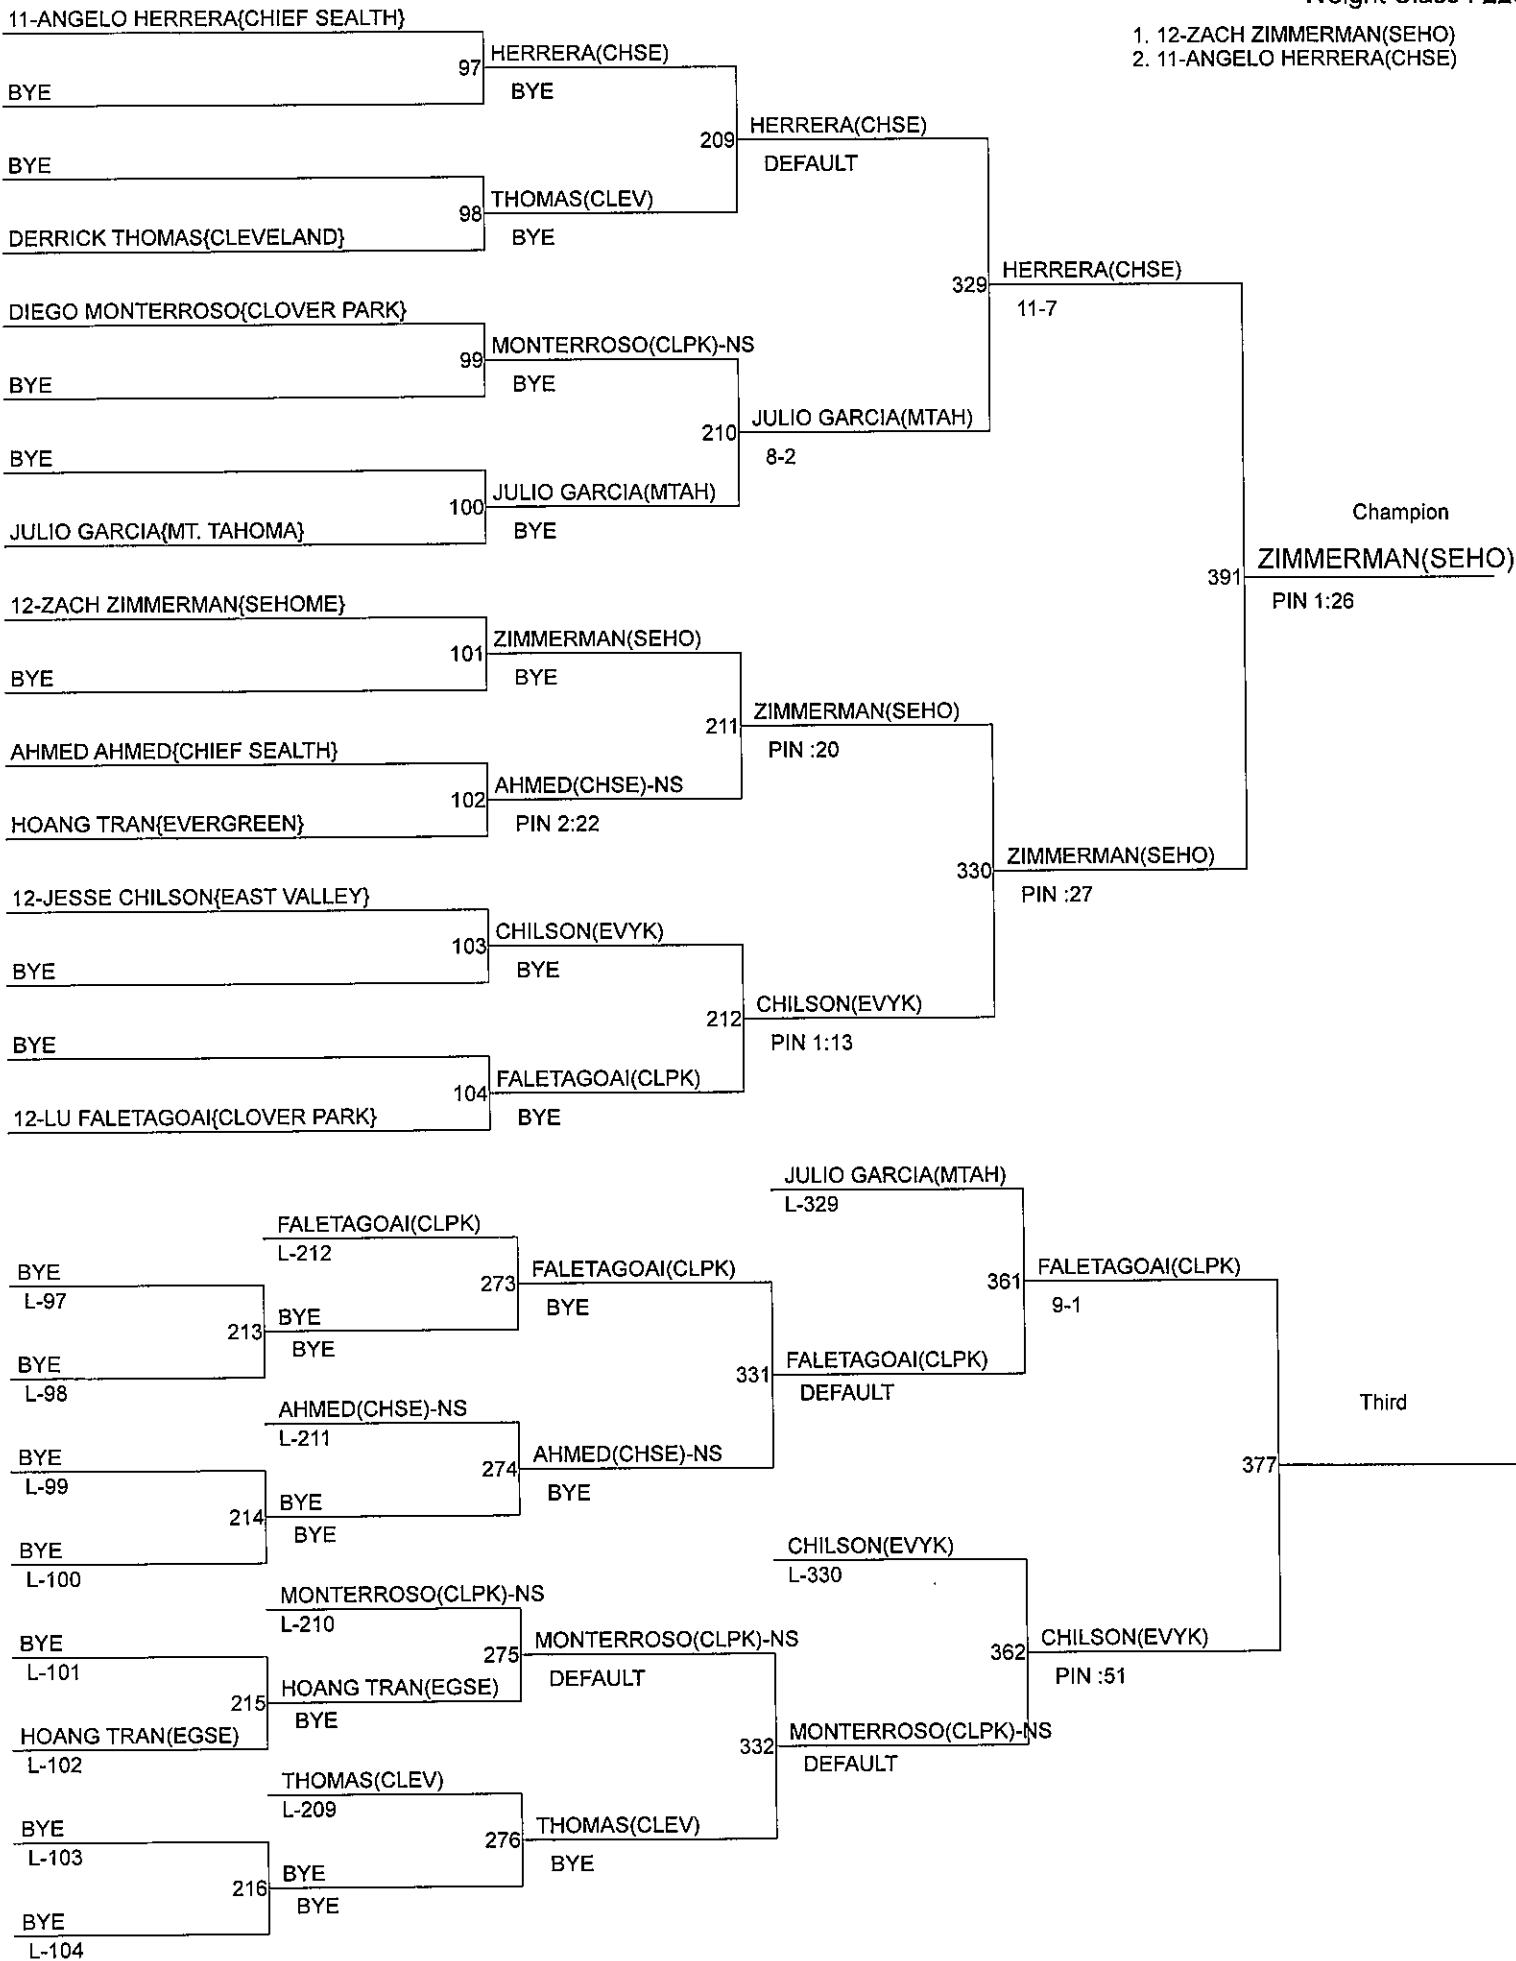 1. 12-ZACH ZIMMERMAN(SEHO)
2. 11-ANGELO HERRERA(CHSE)
11-ANGELO HERRERA{CHIEF SEALTH}
97 HERRERA(CHSE)
BYE
BYE
209 HERRERA(CHSE)
DEFAULT
BYE
98 THOMAS(CLEV)
DERRICK THOMAS{CLEVELAND}
BYE
329 HERRERA(CHSE)
11-7
DIEGO MONTERROSO{CLOVER PARK}
99 MONTERROSO(CLPK)-NS
BYE
BYE
210 JULIO GARCIA(MTAH)
8-2
BYE
100 JULIO GARCIA(MTAH)
JULIO GARCIA{MT. TAHOMA}
BYE
Champion
391 ZIMMERMAN(SEHO)
PIN 1:26
12-ZACH ZIMMERMAN{SEHOME}
101 ZIMMERMAN(SEHO)
BYE
BYE
211 ZIMMERMAN(SEHO)
PIN :20
AHMED AHMED{CHIEF SEALTH}
102 AHMED(CHSE)-NS
HOANG TRAN{EVERGREEN}
PIN 2:22
330 ZIMMERMAN(SEHO)
PIN :27
12-JESSE CHILSON{EAST VALLEY}
103 CHILSON(EVYK)
BYE
BYE
212 CHILSON(EVYK)
PIN 1:13
BYE
104 FALETAGOAI(CLPK)
12-LU FALETAGOAI{CLOVER PARK}
BYE
JULIO GARCIA(MTAH)
L-329
FALETAGOAI(CLPK)
L-212
BYE
L-97
273 FALETAGOAI(CLPK)
BYE
361 FALETAGOAI(CLPK)
9-1
213 BYE
BYE
BYE
L-98
331 FALETAGOAI(CLPK)
DEFAULT
AHMED(CHSE)-NS
L-211
Third
BYE
L-99
274 AHMED(CHSE)-NS
BYE
377
214 BYE
BYE
BYE
L-100
CHILSON(EVYK)
L-330
MONTERROSO(CLPK)-NS
L-210
BYE
L-101
275 MONTERROSO(CLPK)-NS
DEFAULT
362 CHILSON(EVYK)
PIN :51
215 HOANG TRAN(EGSE)
BYE
HOANG TRAN(EGSE)
L-102
332 MONTERROSO(CLPK)-NS
DEFAULT
THOMAS(CLEV)
L-209
BYE
L-103
276 THOMAS(CLEV)
BYE
216 BYE
BYE
BYE
L-104